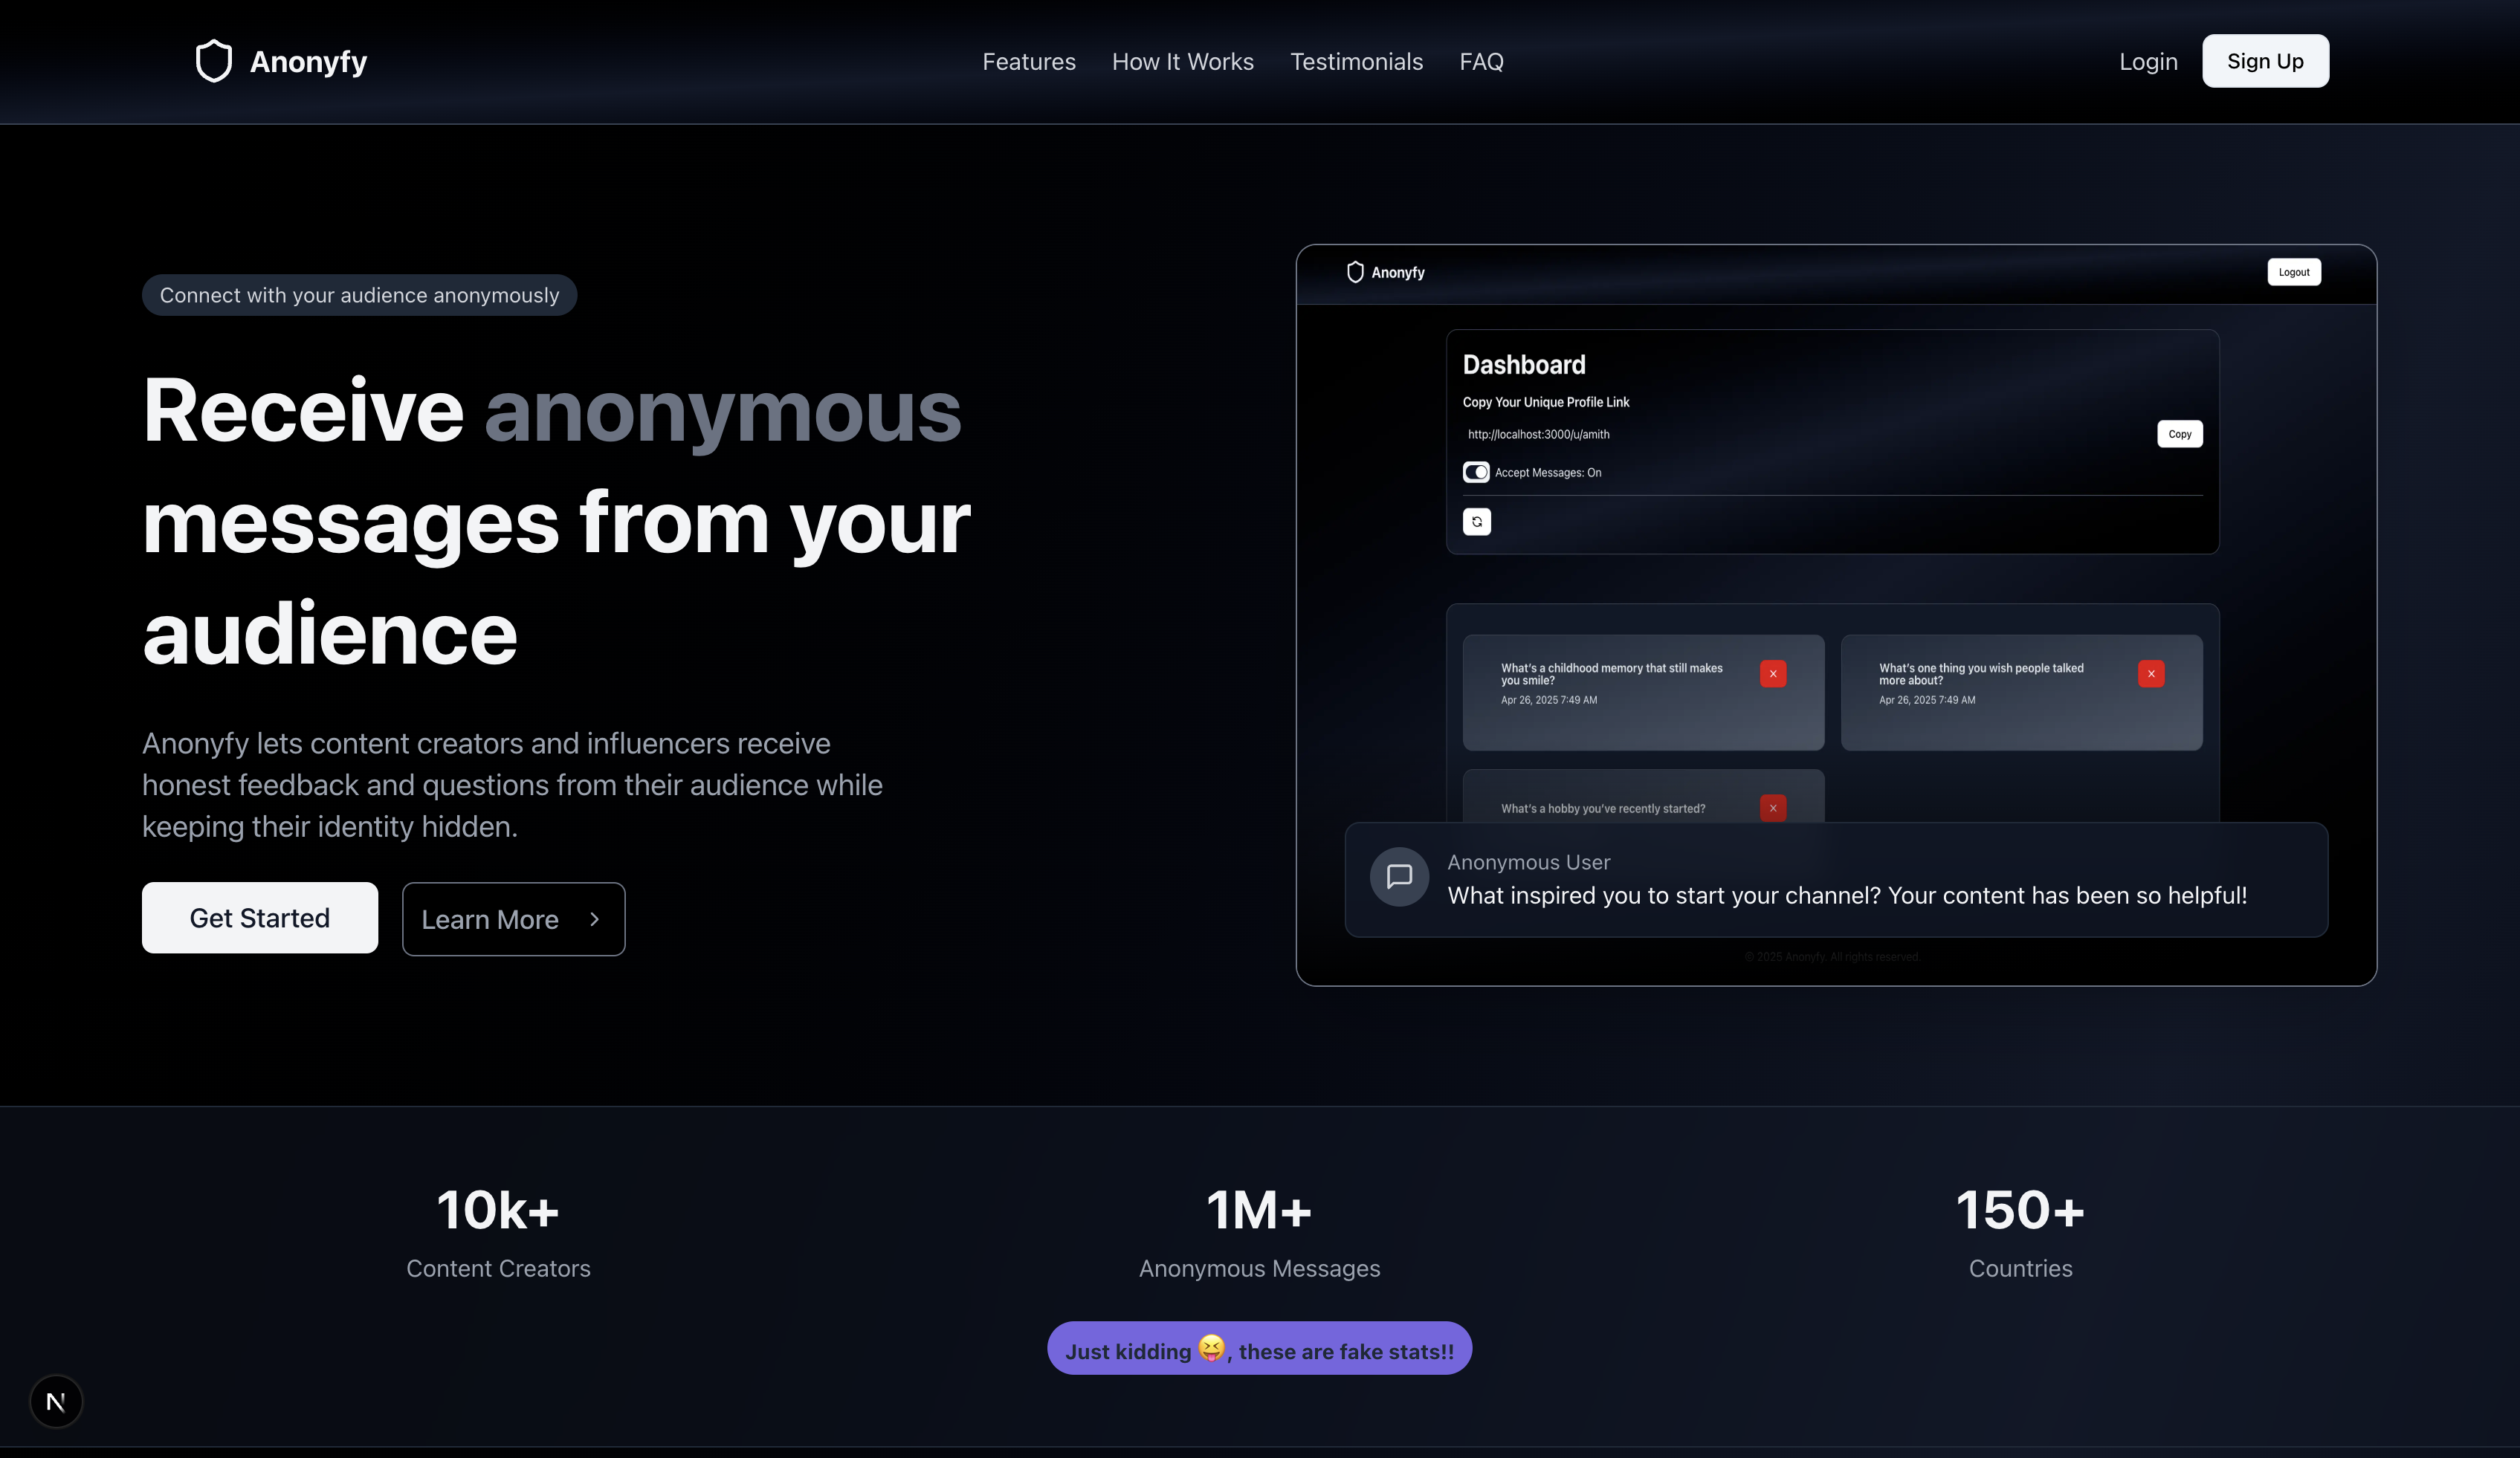 Anonyfy
Features
How It Works
Testimonials
FAQ
Login
Sign Up
Connect with your audience anonymously
Receive anonymous
messages from your
audience
Anonyfy lets content creators and influencers receive
honest feedback and questions from their audience while
keeping their identity hidden.
Get Started
Learn More
Anonyfy
Logout
Dashboard
Copy Your Unique Profile Link
http://localhost:3000/u/amith
Copy
Accept Messages: On
What's a childhood memory that still makes
you smile?
Apr 26, 2025 7:49 AM
What's one thing you wish people talked
more about?
Apr 26, 2025 7:49 AM
What's a hobby you've recently started?
Anonymous User
What inspired you to start your channel? Your content has been so helpful!
© 2025 Anonyfy. All rights reserved.
10k+
Content Creators
1M+
Anonymous Messages
150+
Countries
Just kidding 😝, these are fake stats!!
N